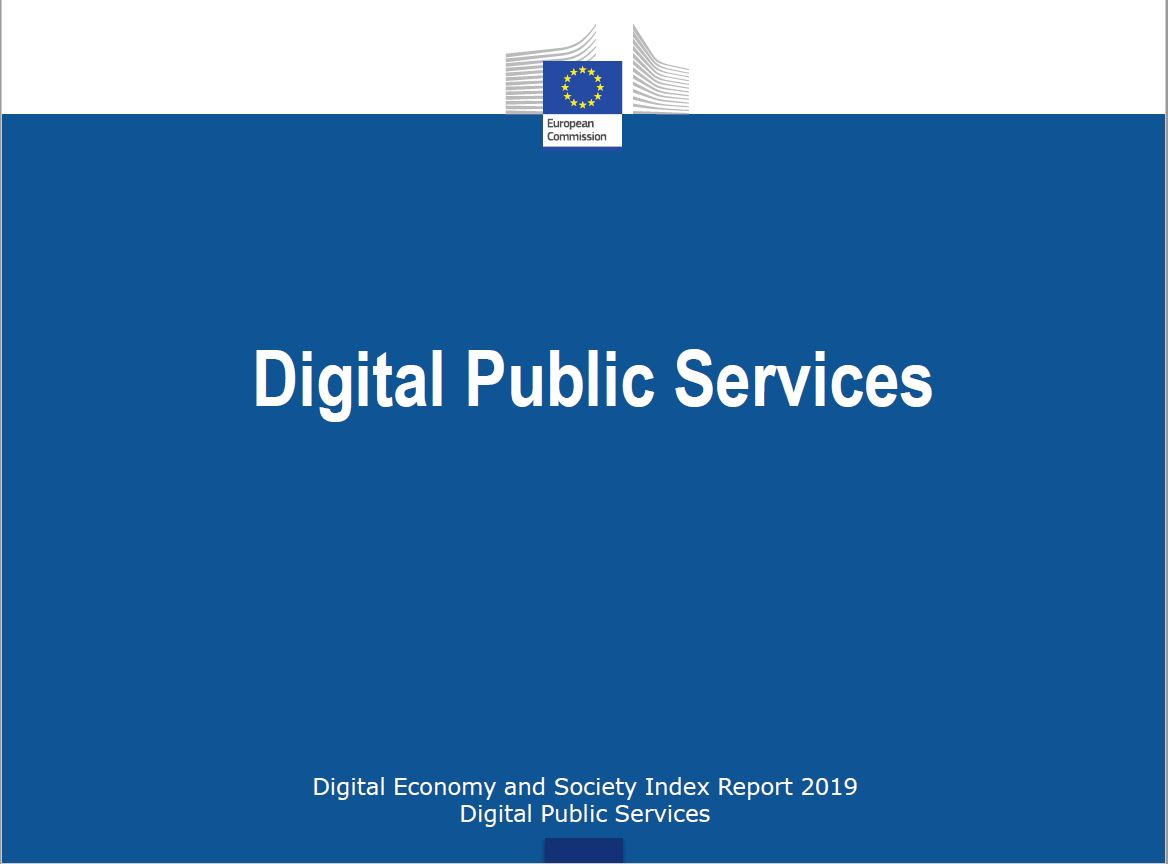 European
Commission
Digital Public Services
Digital Economy and Society Index Report 2019
Digital Public Services